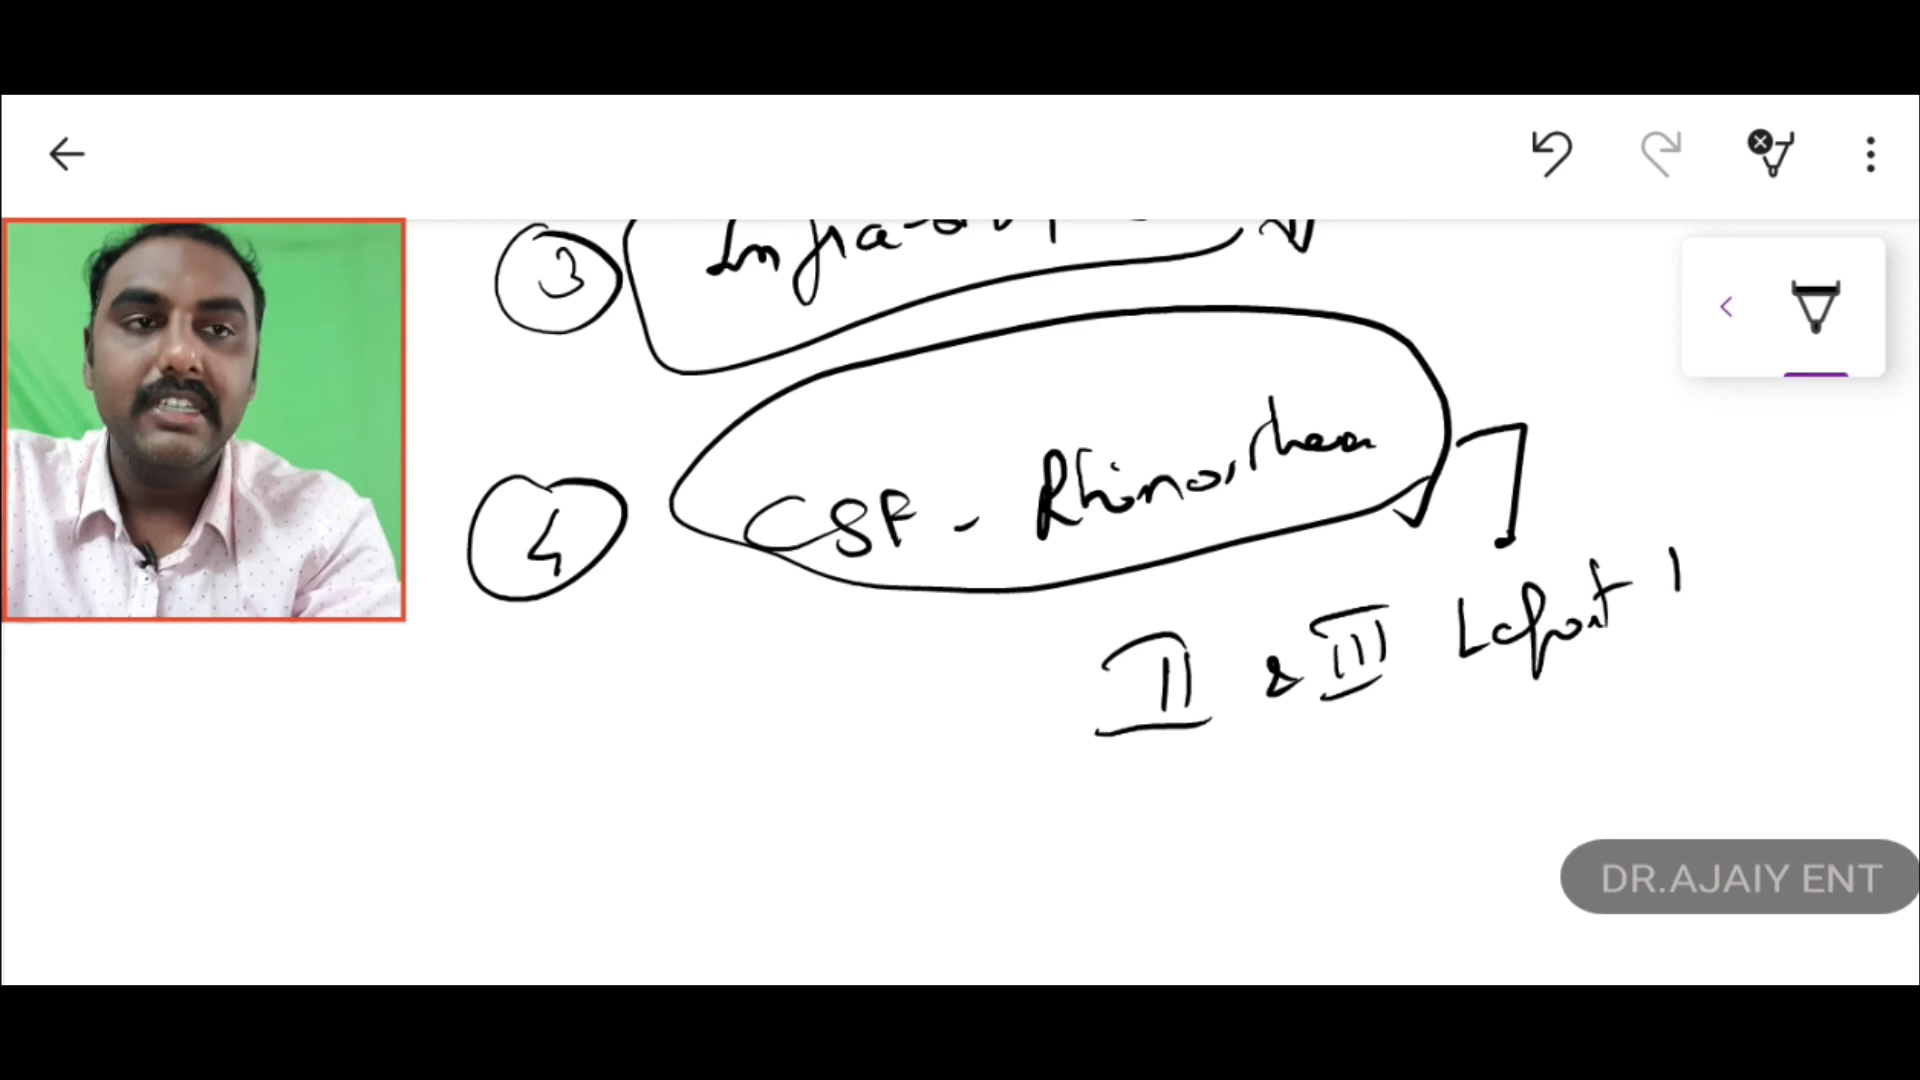 3
4
CSF - Rhinorrhea
II & III Lefort
DR.AJAIY ENT